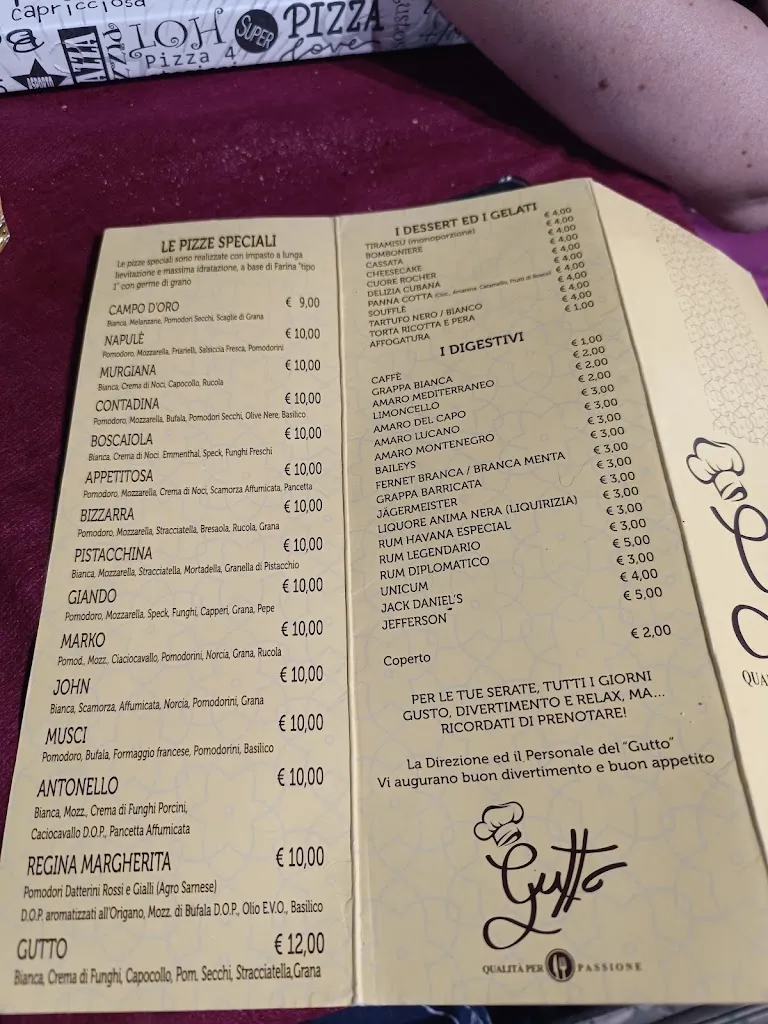 capricciosa
HOT
SUPER
PIZZA
love
Pizza 4
LE PIZZE SPECIALI
Le pizze speciali sono realizzate con impasto a lunga
lievitazione e massima idratazione, a base di Farina "tipo
1" con germe di grano
CAMPO D'ORO € 9,00
Bianca, Melanzane, Pomodori Secchi, Scaglie di Grana
NAPULÈ € 10,00
Pomodoro, Mozzarella, Friarielli, Salsiccia Fresca, Pomodorini
MURGIANA € 10,00
Bianca, Crema di Noci, Capocollo, Rucola
CONTADINA € 10,00
Pomodoro, Mozzarella, Bufala, Pomodori Secchi, Olive Nere, Basilico
BOSCAIOLA € 10,00
Bianca, Crema di Noci, Emmenthal, Speck, Funghi Freschi
APPETITOSA € 10,00
Pomodoro, Mozzarella, Crema di Noci, Scamorza Affumicata, Pancetta
BIZZARRA € 10,00
Pomodoro, Mozzarella, Stracciatella, Bresaola, Rucola, Grana
PISTACCHINA € 10,00
Bianca, Mozzarella, Stracciatella, Mortadella, Granella di Pistacchio
GIANDO € 10,00
Pomodoro, Mozzarella, Speck, Funghi, Capperi, Grana, Pepe
MARKO € 10,00
Pomod., Mozz., Ciaciocavallo, Pomodorini, Norcia, Grana, Rucola
JOHN € 10,00
Bianca, Scamorza, Affumicata, Norcia, Pomodorini, Grana
MUSCI € 10,00
Pomodoro, Bufala, Formaggio francese, Pomodorini, Basilico
ANTONELLO € 10,00
Bianca, Mozz., Crema di Funghi Porcini,
Caciocavallo D.O.P., Pancetta Affumicata
REGINA MARGHERITA € 10,00
Pomodori Datterini Rossi e Gialli (Agro Sarnese)
D.O.P. aromatizzati all'Origano, Mozz. di Bufala D.O.P., Olio E.V.O., Basilico
GUTTO € 12,00
Bianca, Crema di Funghi, Capocollo, Pom. Secchi, Stracciatella,Grana
I DESSERT ED I GELATI
TIRAMISU (monoporzione) € 4,00
BOMBONIERE € 4,00
CASSATA € 4,00
CHEESECAKE € 4,00
CUORE ROCHER € 4,00
DELIZIA CUBANA € 4,00
PANNA COTTA € 4,00
SOUFFLÈ € 4,00
TARTUFO NERO / BIANCO € 4,00
TORTA RICOTTA E PERA € 4,00
AFFOGATURA € 1,00
I DIGESTIVI
CAFFÈ € 1,00
GRAPPA BIANCA € 2,00
AMARO MEDITERRANEO € 2,00
LIMONCELLO € 2,00
AMARO DEL CAPO € 3,00
AMARO LUCANO € 3,00
AMARO MONTENEGRO € 3,00
BAILEYS € 3,00
FERNET BRANCA / BRANCA MENTA € 3,00
GRAPPA BARRICATA € 3,00
JÄGERMEISTER € 3,00
LIQUORE ANIMA NERA (LIQUIRIZIA) € 3,00
RUM HAVANA ESPECIAL € 3,00
RUM LEGENDARIO € 3,00
RUM DIPLOMATICO € 5,00
UNICUM € 3,00
JACK DANIEL'S € 4,00
JEFFERSON € 5,00
Coperto € 2,00
PER LE TUE SERATE, TUTTI I GIORNI
GUSTO, DIVERTIMENTO E RELAX, MA...
RICORDATI DI PRENOTARE!
La Direzione ed il Personale del "Gutto"
Vi augurano buon divertimento e buon appetito
Gutto
QUALITÀ PER PASSIONE
QUA